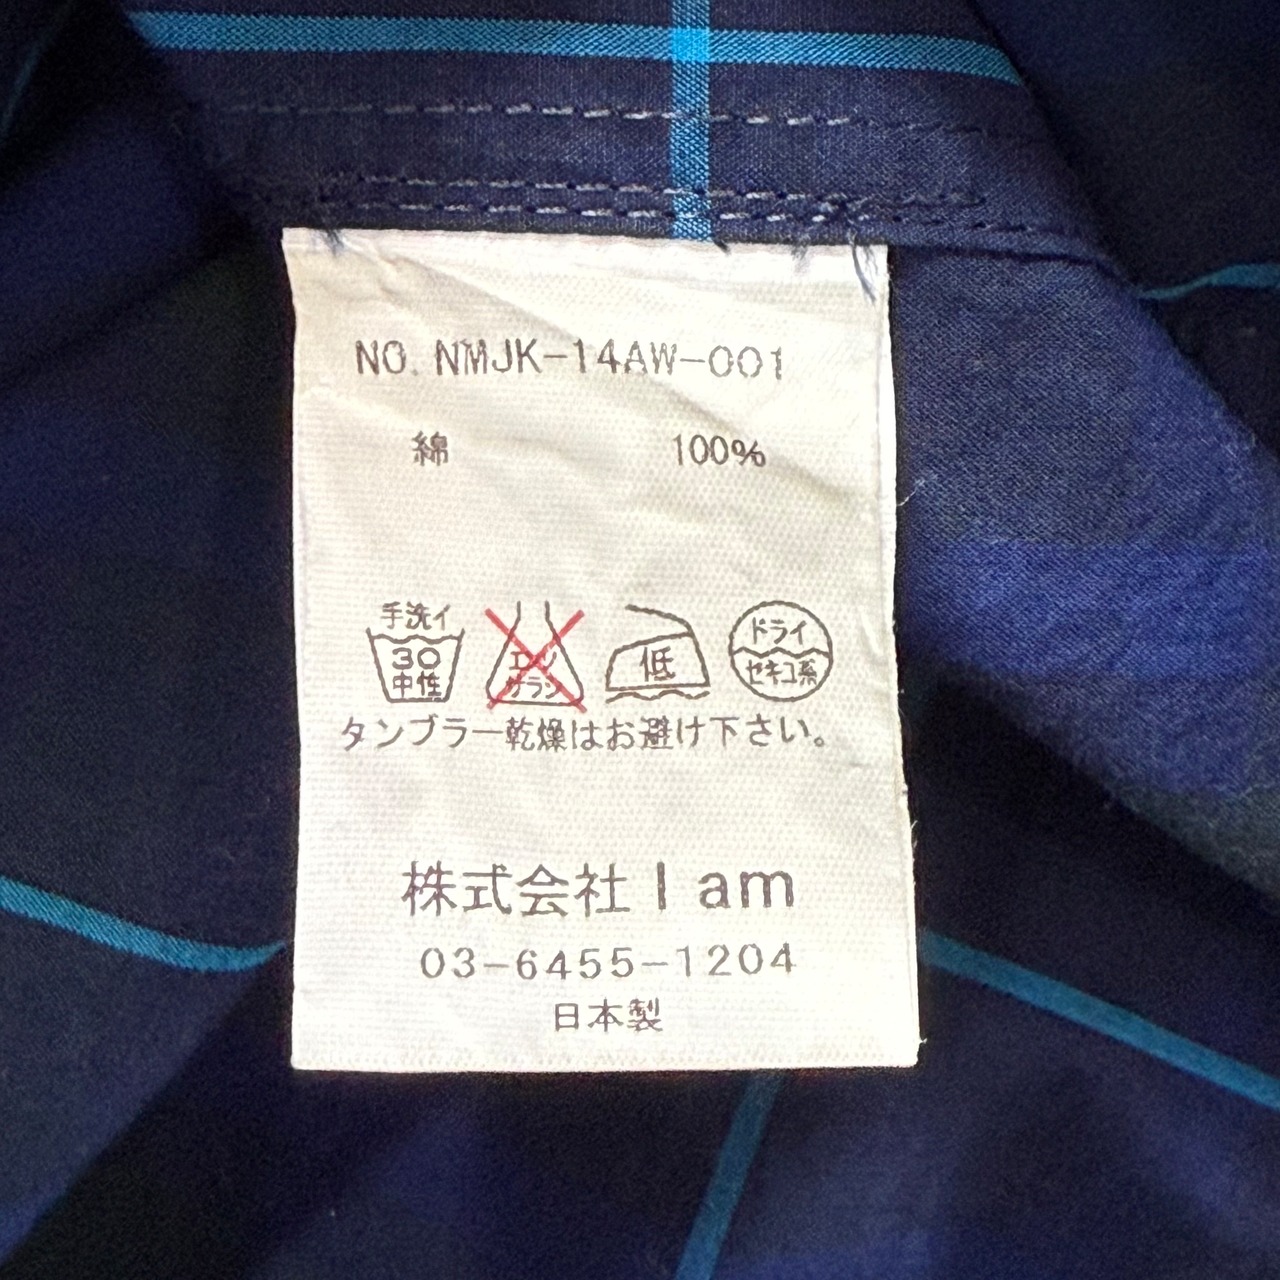 NO. NMJK-14AW-001
綿 100%
手洗イ
30
中性
エンソ
サラシ
低
ドライ
セキユ系
タンブラー乾燥はお避け下さい。
株式会社 I am
03-6455-1204
日本製